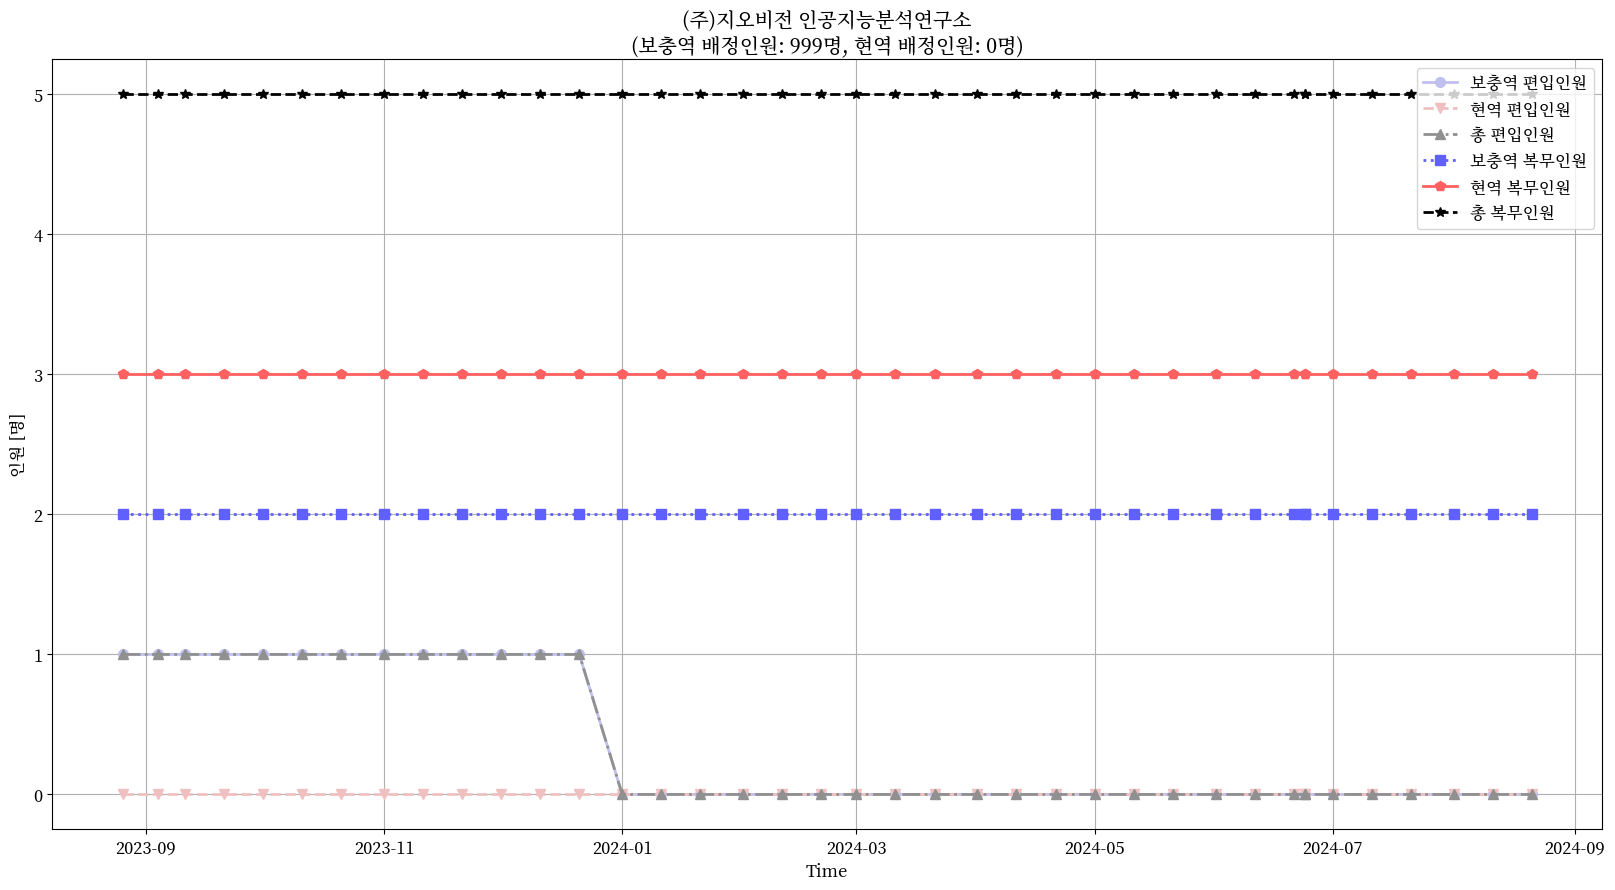 (주)지오비전 인공지능분석연구소
(보충역 배정인원: 999명, 현역 배정인원: 0명)
보충역 편입인원
현역 편입인원
총 편입인원
보충역 복무인원
현역 복무인원
총 복무인원
인원 [명]
5
4
3
2
1
0
2023-09
2023-11
2024-01
2024-03
2024-05
2024-07
2024-09
Time